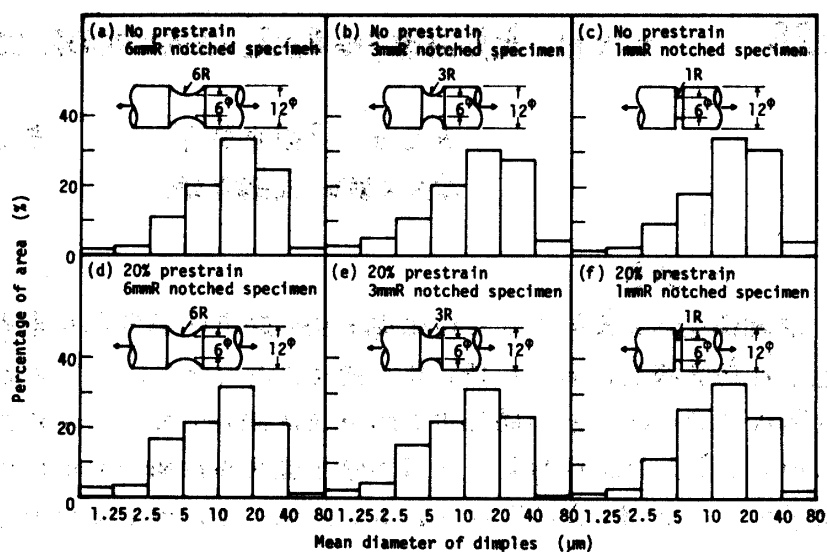 (a) No prestrain
6mmR notched specimen
6R
6φ
12φ
(b) No prestrain
3mmR notched specimen
3R
6φ
12φ
(c) No prestrain
1mmR notched specimen
1R
6φ
12φ
40
20
0
(d) 20% prestrain
6mmR notched specimen
6R
6φ
12φ
(e) 20% prestrain
3mmR notched specimen
3R
6φ
12φ
(f) 20% prestrain
1mmR notched specimen
1R
6φ
12φ
40
20
0
Percentage of area (%)
1.25 2.5 5 10 20 40 80 1.25 2.5 5 10 20 40 80 1.25 2.5 5 10 20 40 80
Mean diameter of dimples (μm)